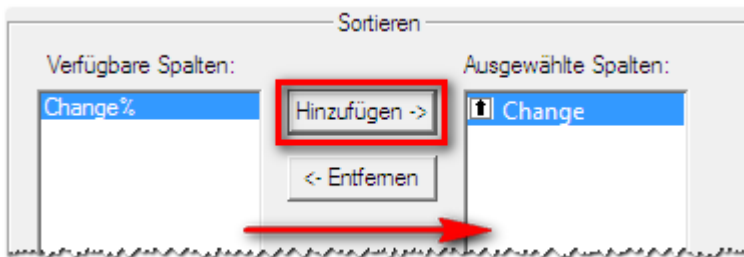 Sortieren
Verfügbare Spalten:
Ausgewählte Spalten:
Change%
Hinzufügen ->
Change
<- Entfernen